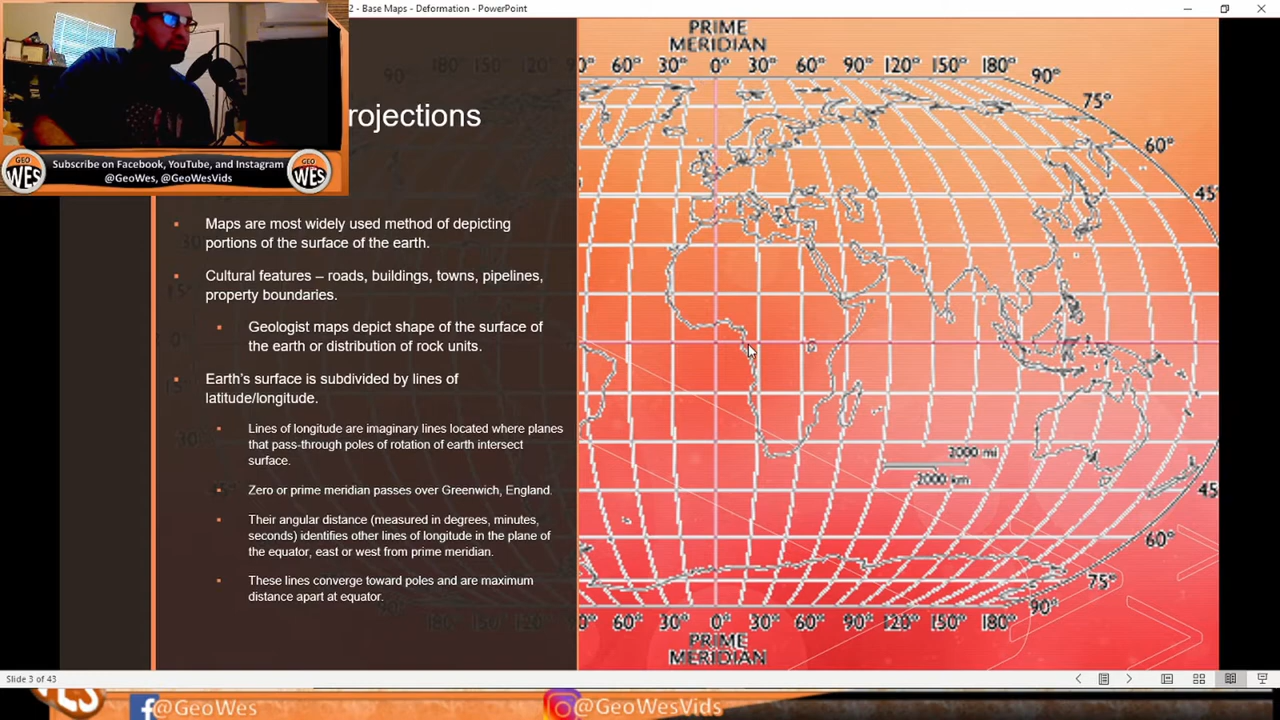 2 - Base Maps - Deformation - PowerPoint
Subscribe on Facebook, YouTube, and Instagram
@GeoWes, @GeoWesVids
GEO
WES
GEO
WES
rojections
▪ Maps are most widely used method of depicting
portions of the surface of the earth.
▪ Cultural features – roads, buildings, towns, pipelines,
property boundaries.
▪ Geologist maps depict shape of the surface of
the earth or distribution of rock units.
▪ Earth's surface is subdivided by lines of
latitude/longitude.
▪ Lines of longitude are imaginary lines located where planes
that pass-through poles of rotation of earth intersect
surface.
▪ Zero or prime meridian passes over Greenwich, England.
▪ Their angular distance (measured in degrees, minutes,
seconds) identifies other lines of longitude in the plane of
the equator, east or west from prime meridian.
▪ These lines converge toward poles and are maximum
distance apart at equator.
PRIME
MERIDIAN
0° 60° 30° 0° 30° 60° 90° 120° 150° 180°
90°
75°
60°
45°
2000 mi
2000 km
45
60°
75°
90°
0° 60° 30° 0° 30° 60° 90° 120° 150° 180°
PRIME
MERIDIAN
Slide 3 of 43
@GeoWes
@GeoWesVids